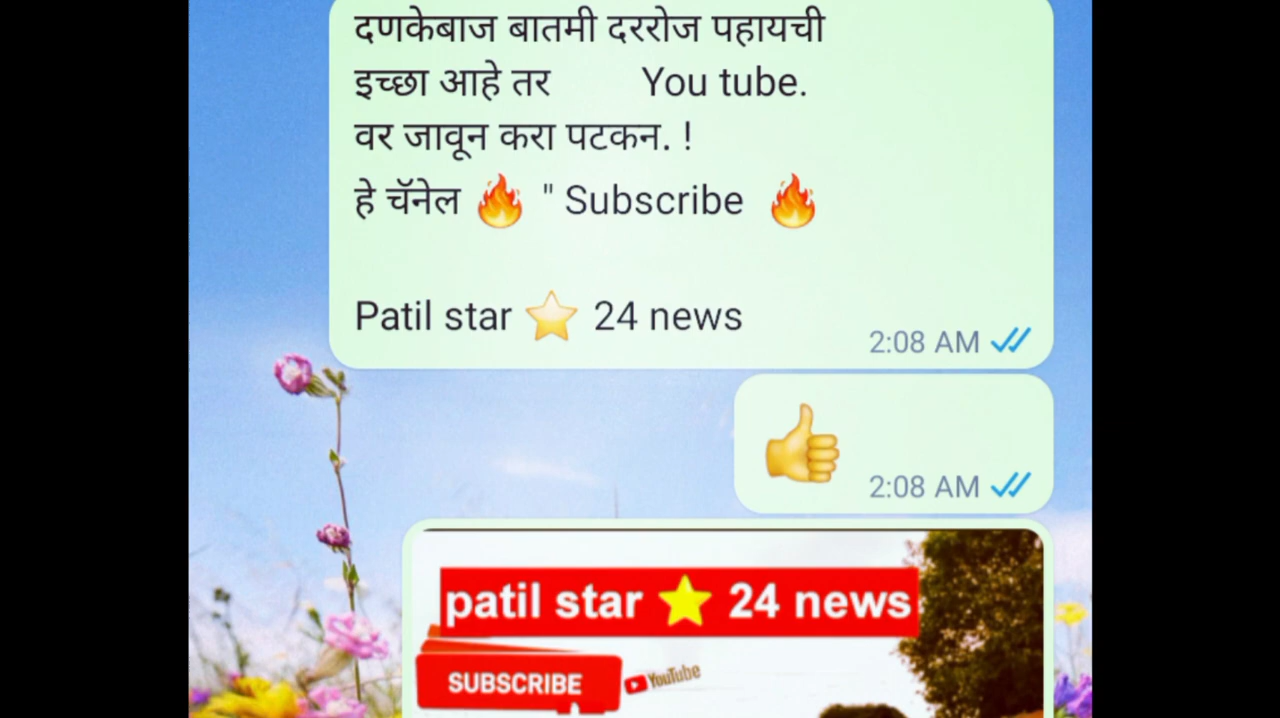 दणकेबाज बातमी दररोज पहायची
इच्छा आहे तर You tube.
वर जावून करा पटकन. !
हे चॅनेल 🔥 " Subscribe 🔥
Patil star ⭐ 24 news
2:08 AM
👍
2:08 AM
patil star ⭐ 24 news
SUBSCRIBE YouTube